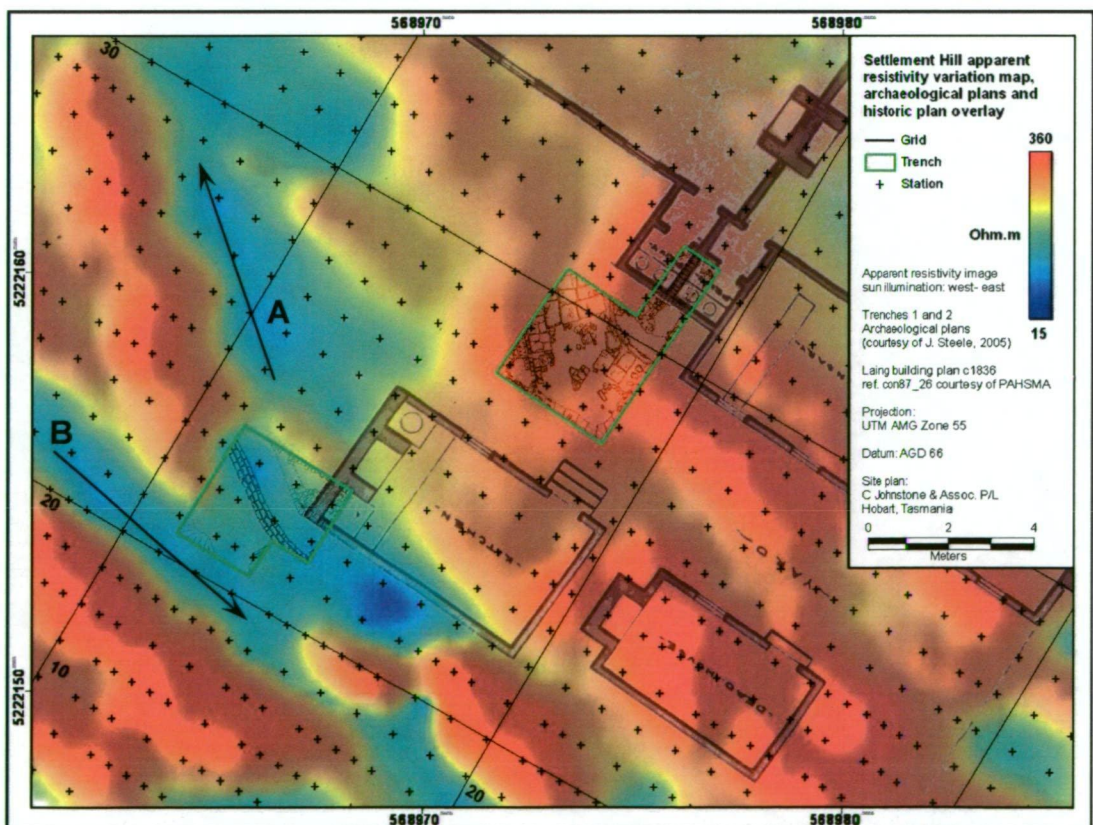 568970
568980
30
Settlement Hill apparent
resistivity variation map,
archaeological plans and
historic plan overlay
Grid
Trench
Station
360
Ohm.m
15
Apparent resistivity image
sun illumination: west- east
Trenches 1 and 2
Archaeological plans
(courtesy of J. Steele, 2005)
Laing building plan c1836
ref. con87_26 courtesy of PAHSMA
Projection:
UTM AMG Zone 55
Datum: AGD 66
Site plan:
C Johnstone & Assoc. P/L
Hobart, Tasmania
0 2 4
Meters
5222160
A
B
20
KITCHEN
YARD
10
5222150
20
568970
568980